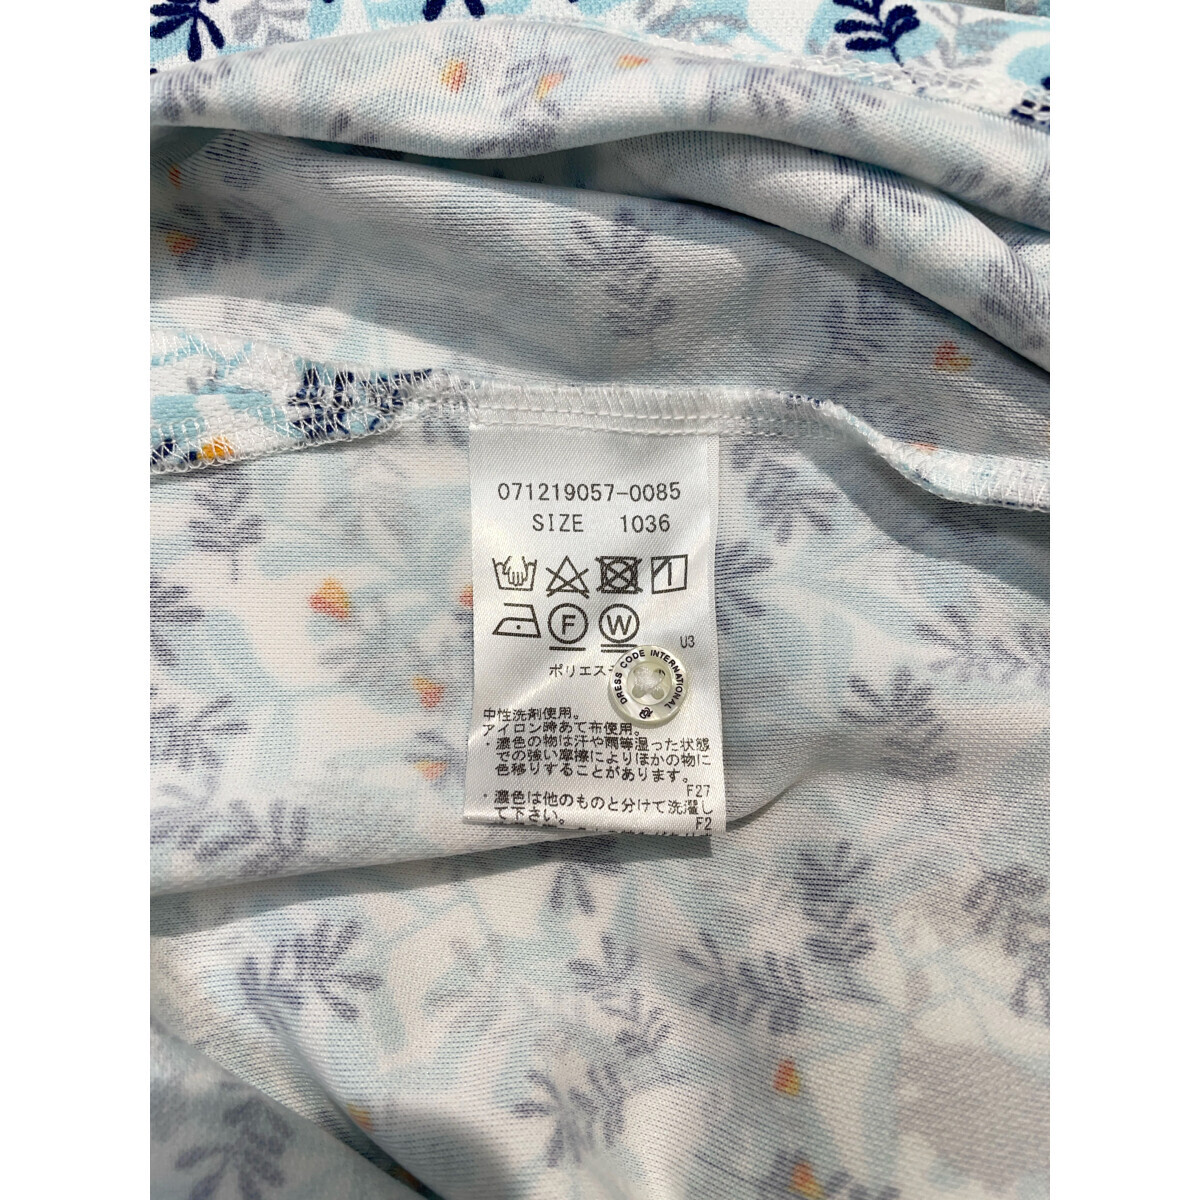 071219057-0085
SIZE 1036
F W
U3
ポリエス
DRESS CODE INTERNATIONAL
中性洗剤使用。
アイロン時あて布使用。
・濃色の物は汗や雨等湿った状態
での強い摩擦によりほかの物に
色移りすることがあります。
F27
・濃色は他のものと分けて洗濯し
て下さい。
F2